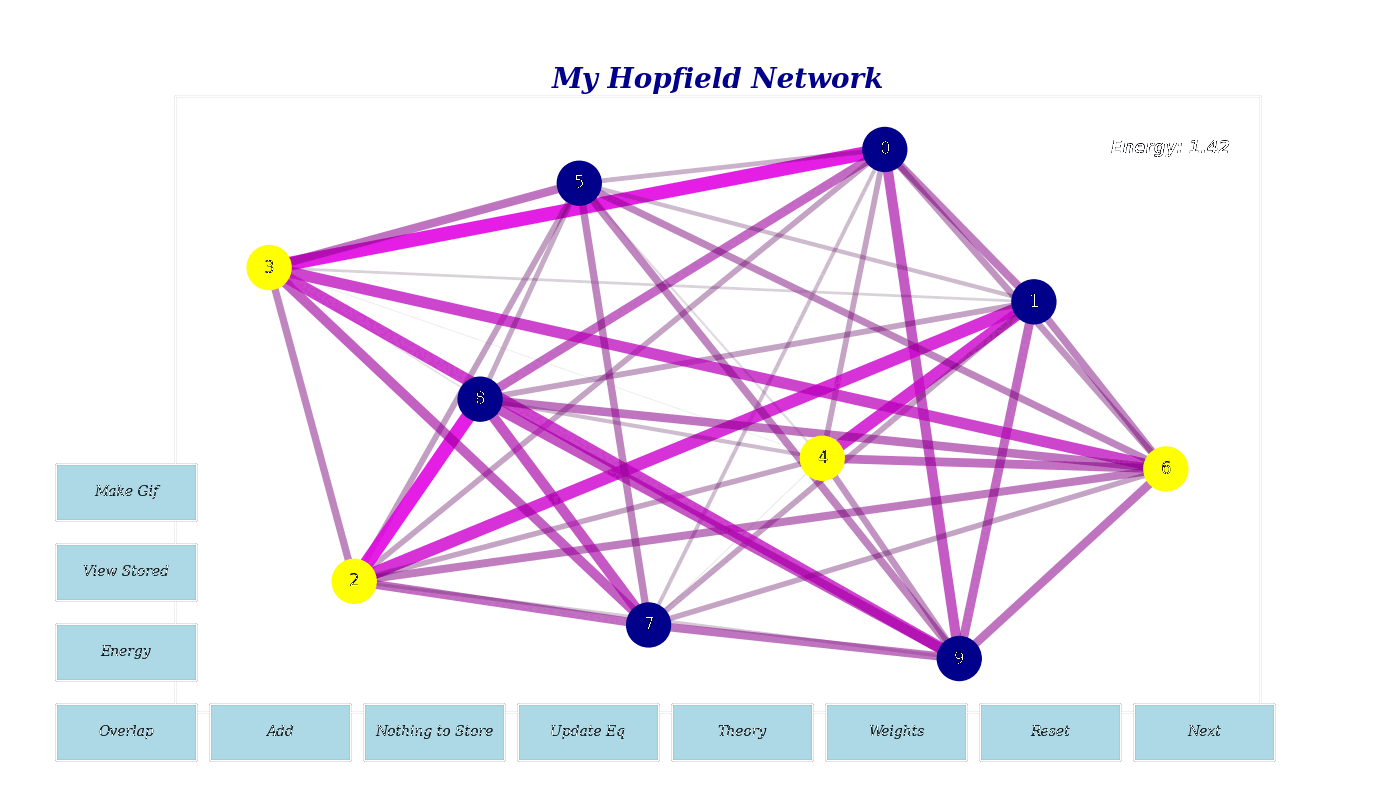 My Hopfield Network
Energy: 1.42
0
5
3
1
8
4
6
2
7
9
Make Gif
View Stored
Energy
Overlap
Add
Nothing to Store
Update Eq
Theory
Weights
Reset
Next